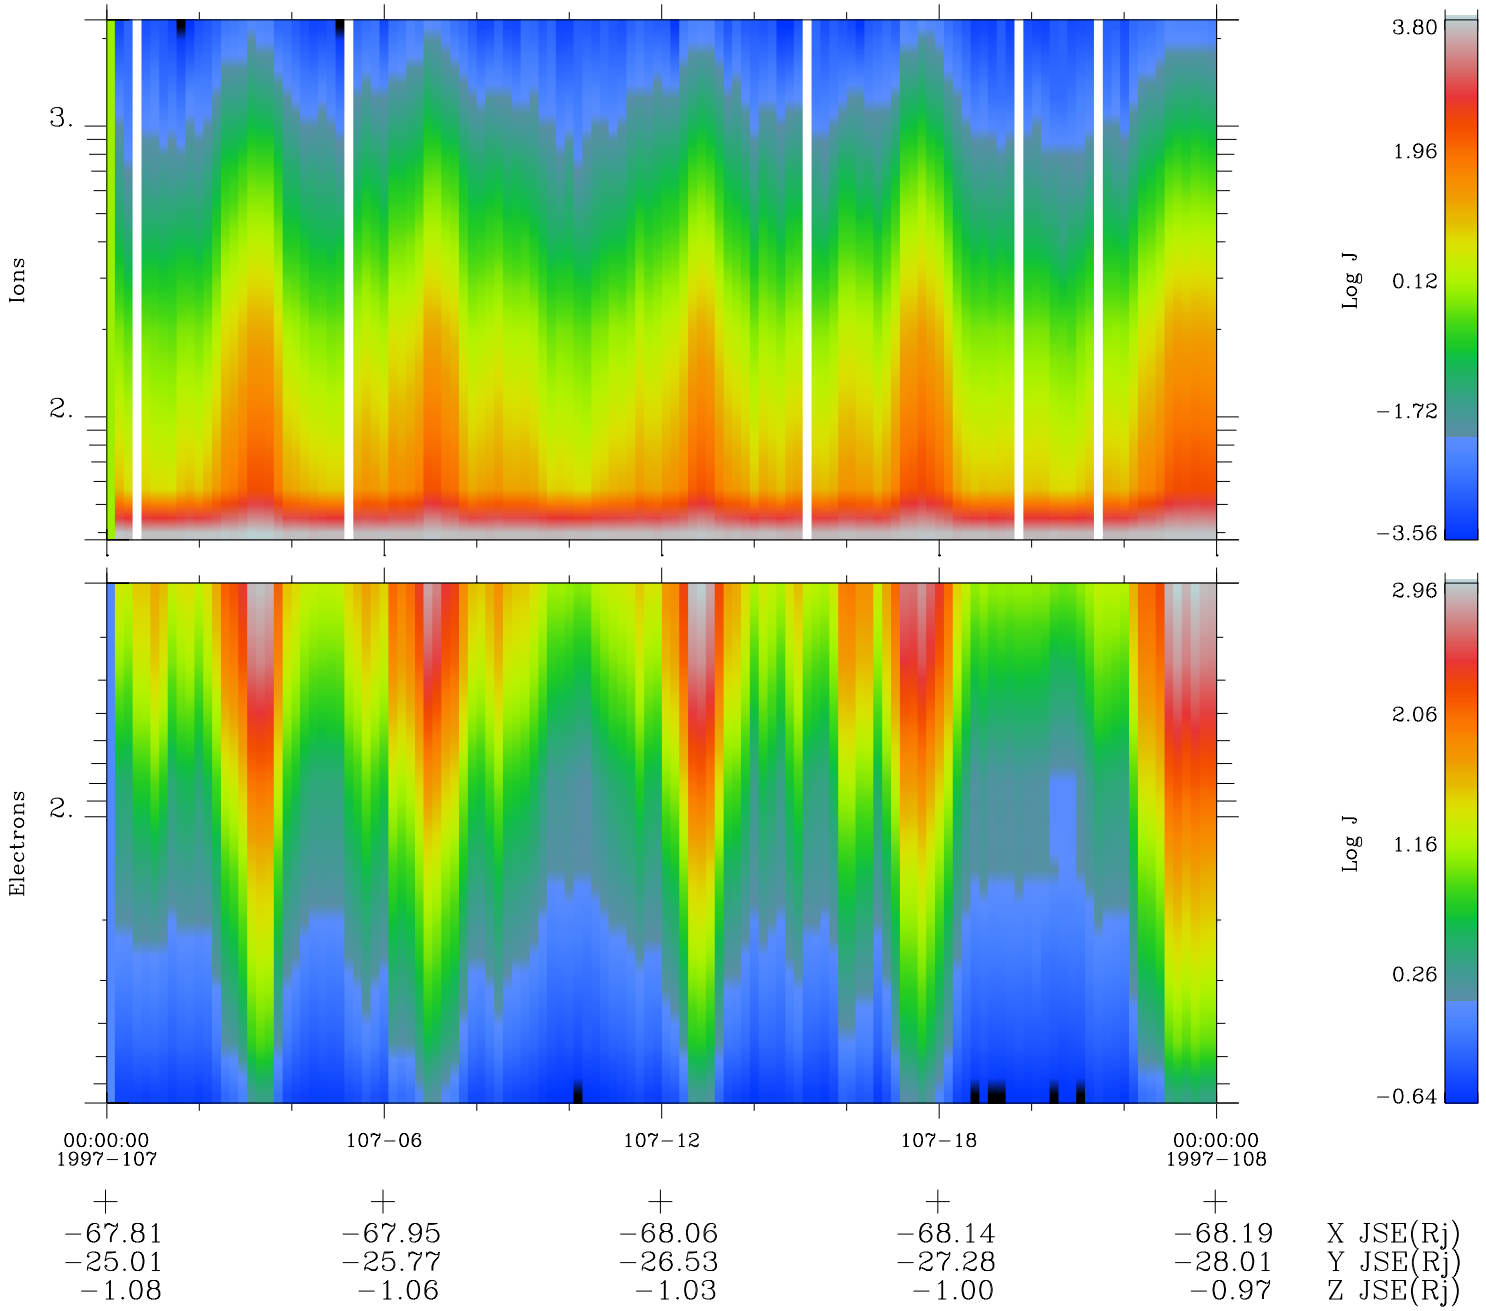 3.
2.
Ions
3.80
1.96
0.12
−1.72
−3.56
Log J
2.
Electrons
2.96
2.06
1.16
0.26
−0.64
Log J
00:00:00 107−06 107−12 107−18 00:00:00
1997−107 1997−108
−67.81 −67.95 −68.06 −68.14 −68.19 X JSE(Rj)
−25.01 −25.77 −26.53 −27.28 −28.01 Y JSE(Rj)
−1.08 −1.06 −1.03 −1.00 −0.97 Z JSE(Rj)